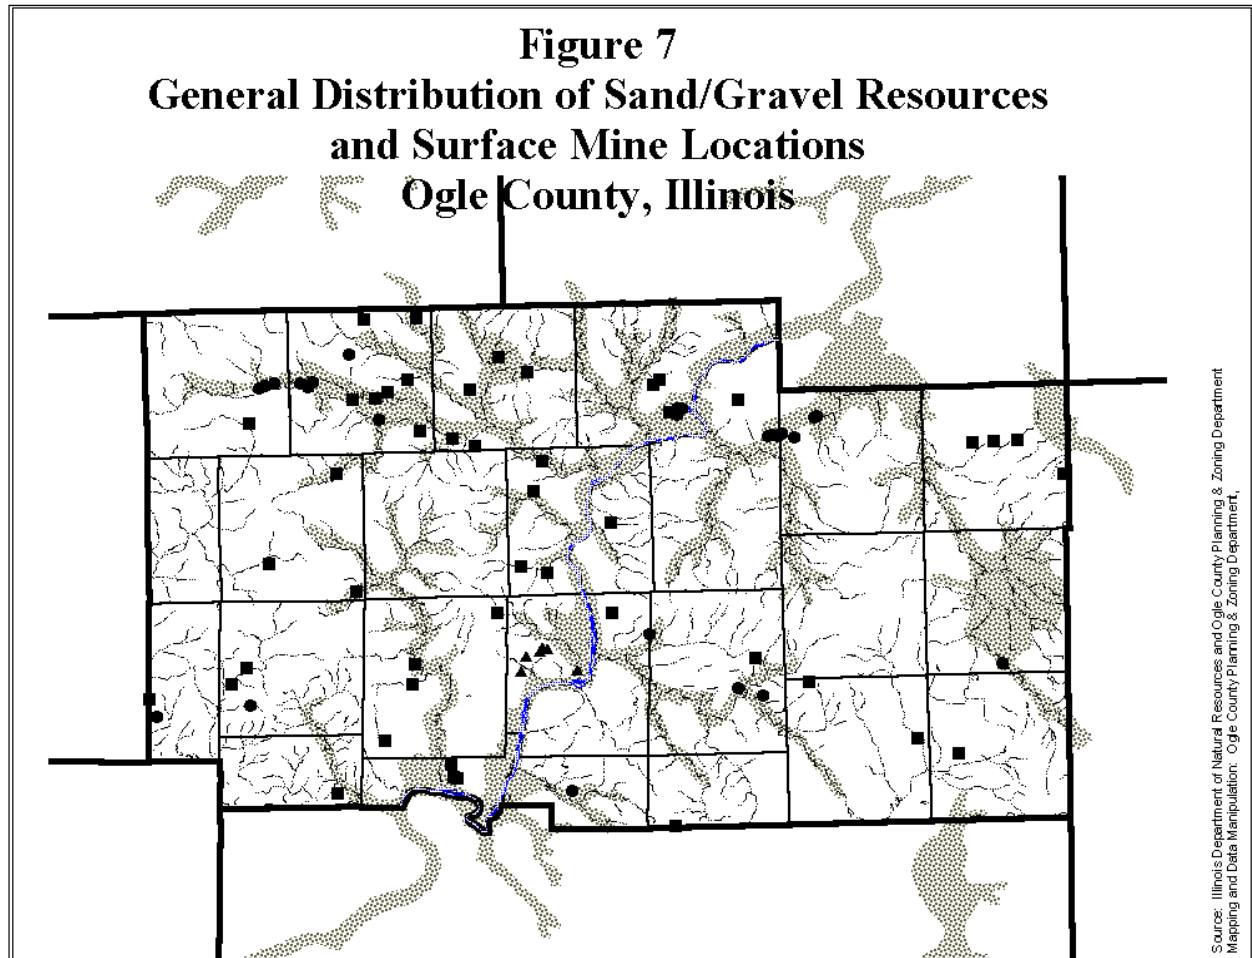 Figure 7
General Distribution of Sand/Gravel Resources
and Surface Mine Locations
Ogle County, Illinois
Source: Illinois Department of Natural Resources and Ogle County Planning & Zoning Department
Mapping and Data Manipulation: Ogle County Planning & Zoning Department,